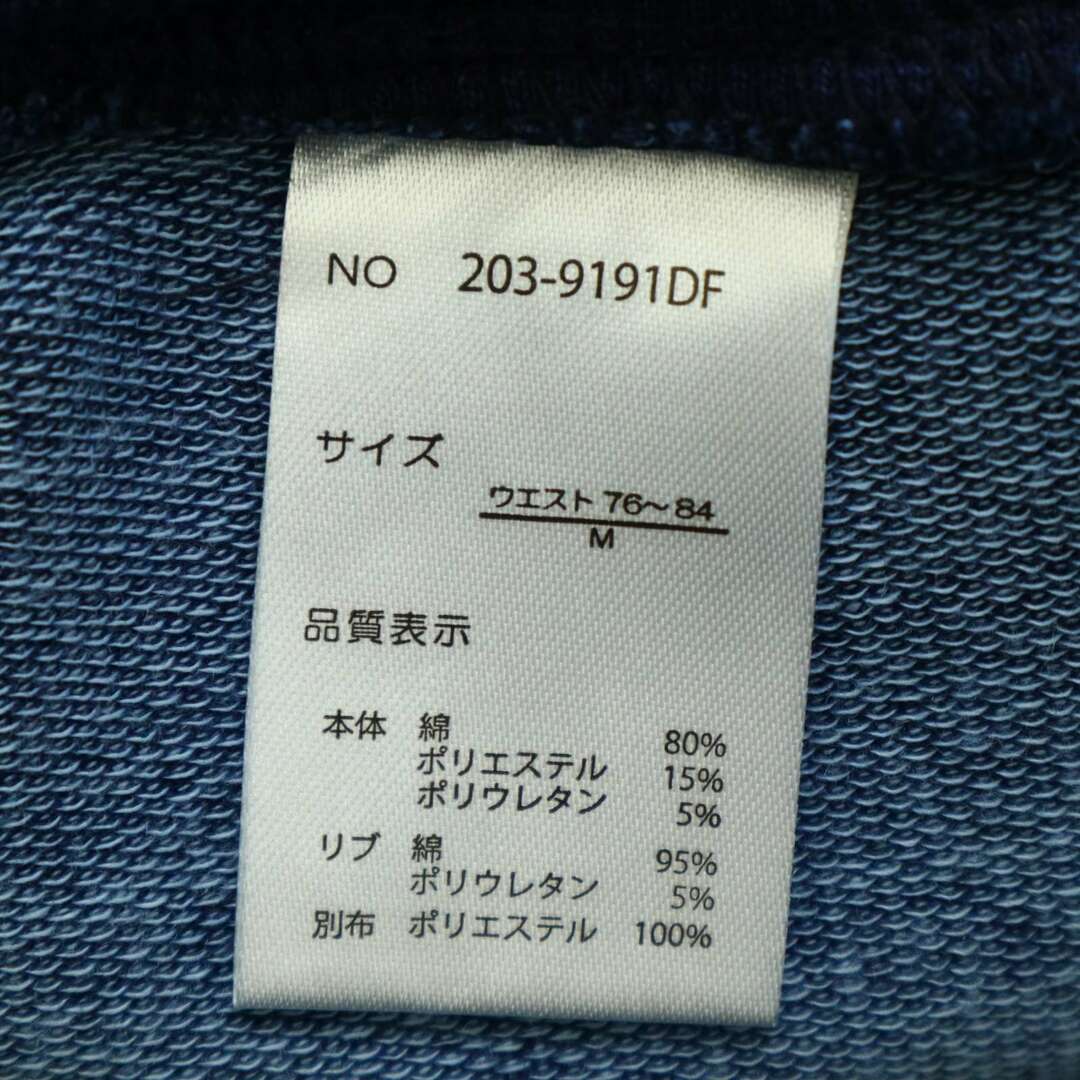 NO 203-9191DF
サイズ
ウエスト 76～84
M
品質表示
本体 綿 80%
ポリエステル 15%
ポリウレタン 5%
リブ 綿 95%
ポリウレタン 5%
別布 ポリエステル 100%